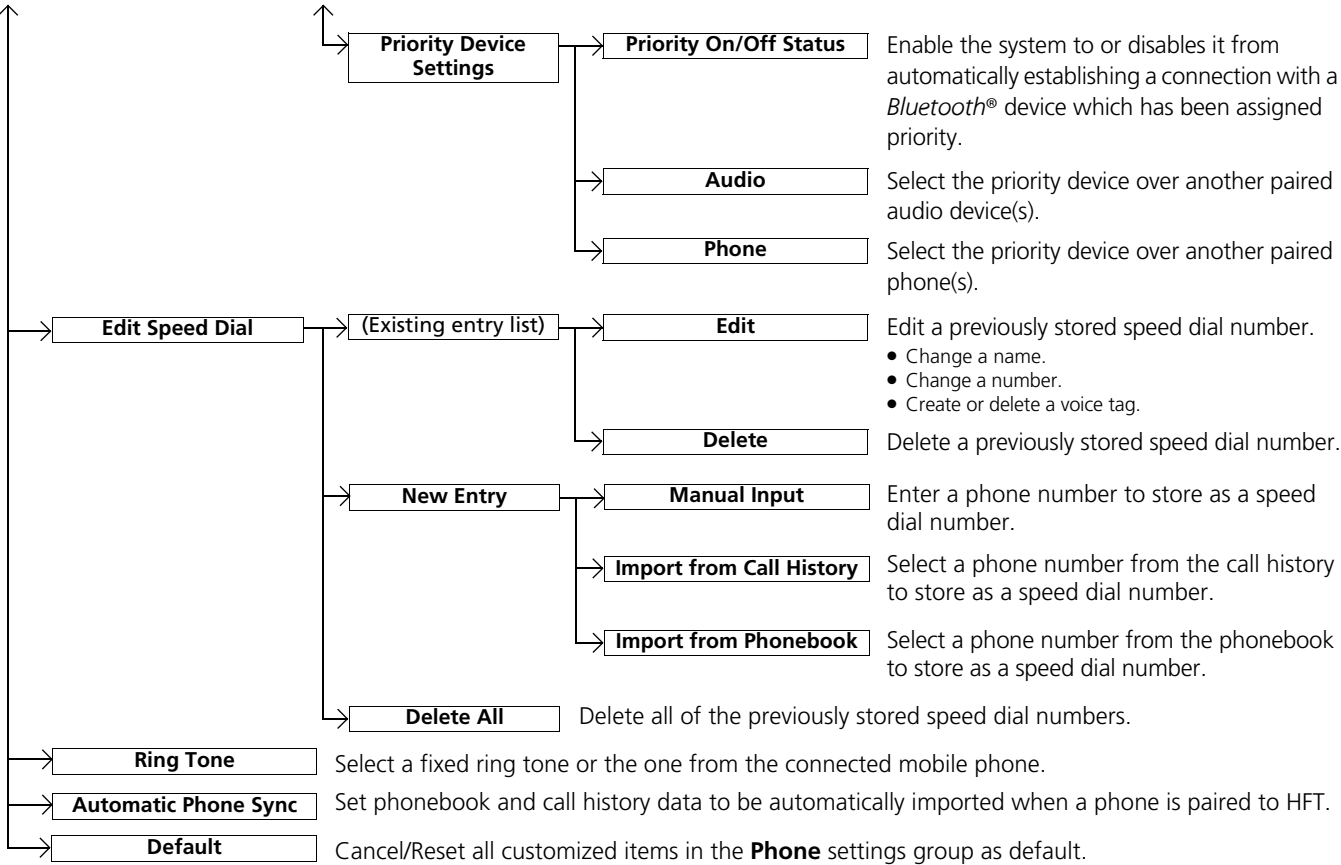 Priority Device
Settings
Priority On/Off Status
Enable the system to or disables it from
automatically establishing a connection with a
Bluetooth® device which has been assigned
priority.
Audio
Select the priority device over another paired
audio device(s).
Phone
Select the priority device over another paired
phone(s).
Edit Speed Dial
(Existing entry list)
Edit
Edit a previously stored speed dial number.
● Change a name.
● Change a number.
● Create or delete a voice tag.
Delete
Delete a previously stored speed dial number.
New Entry
Manual Input
Enter a phone number to store as a speed
dial number.
Import from Call History
Select a phone number from the call history
to store as a speed dial number.
Import from Phonebook
Select a phone number from the phonebook
to store as a speed dial number.
Delete All
Delete all of the previously stored speed dial numbers.
Ring Tone
Select a fixed ring tone or the one from the connected mobile phone.
Automatic Phone Sync
Set phonebook and call history data to be automatically imported when a phone is paired to HFT.
Default
Cancel/Reset all customized items in the Phone settings group as default.